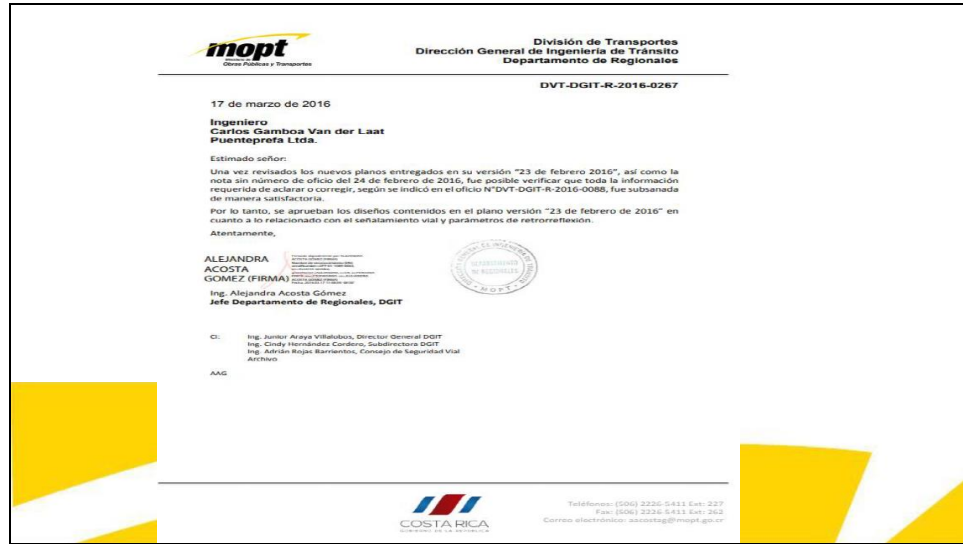 mopt
Ministerio de
Obras Públicas y Transportes
División de Transportes
Dirección General de Ingeniería de Tránsito
Departamento de Regionales
DVT-DGIT-R-2016-0267
17 de marzo de 2016
Ingeniero
Carlos Gamboa Van der Laat
Puenteprefa Ltda.
Estimado señor:
Una vez revisados los nuevos planos entregados en su versión "23 de febrero 2016", así como la
nota sin número de oficio del 24 de febrero de 2016, fue posible verificar que toda la información
requerida de aclarar o corregir, según se indicó en el oficio N°DVT-DGIT-R-2016-0088, fue subsanada
de manera satisfactoria.
Por lo tanto, se aprueban los diseños contenidos en el plano versión "23 de febrero de 2016" en
cuanto a lo relacionado con el señalamiento vial y parámetros de retrorreflexión.
Atentamente,
ALEJANDRA
ACOSTA
GOMEZ (FIRMA)
DEPARTAMENTO
DE REGIONALES
MOPT
Ing. Alejandra Acosta Gómez
Jefe Departamento de Regionales, DGIT
CI: Ing. Junior Araya Villalobos, Director General DGIT
Ing. Cindy Hernández Cordero, Subdirectora DGIT
Ing. Adrián Rojas Barrientos, Consejo de Seguridad Vial
Archivo
AAG
COSTA RICA
GOBIERNO DE LA REPÚBLICA
Teléfonos: (506) 2226-5411 Ext: 227
Fax: (506) 2226-5411 Ext: 262
Correo electrónico: aacostag@mopt.go.cr